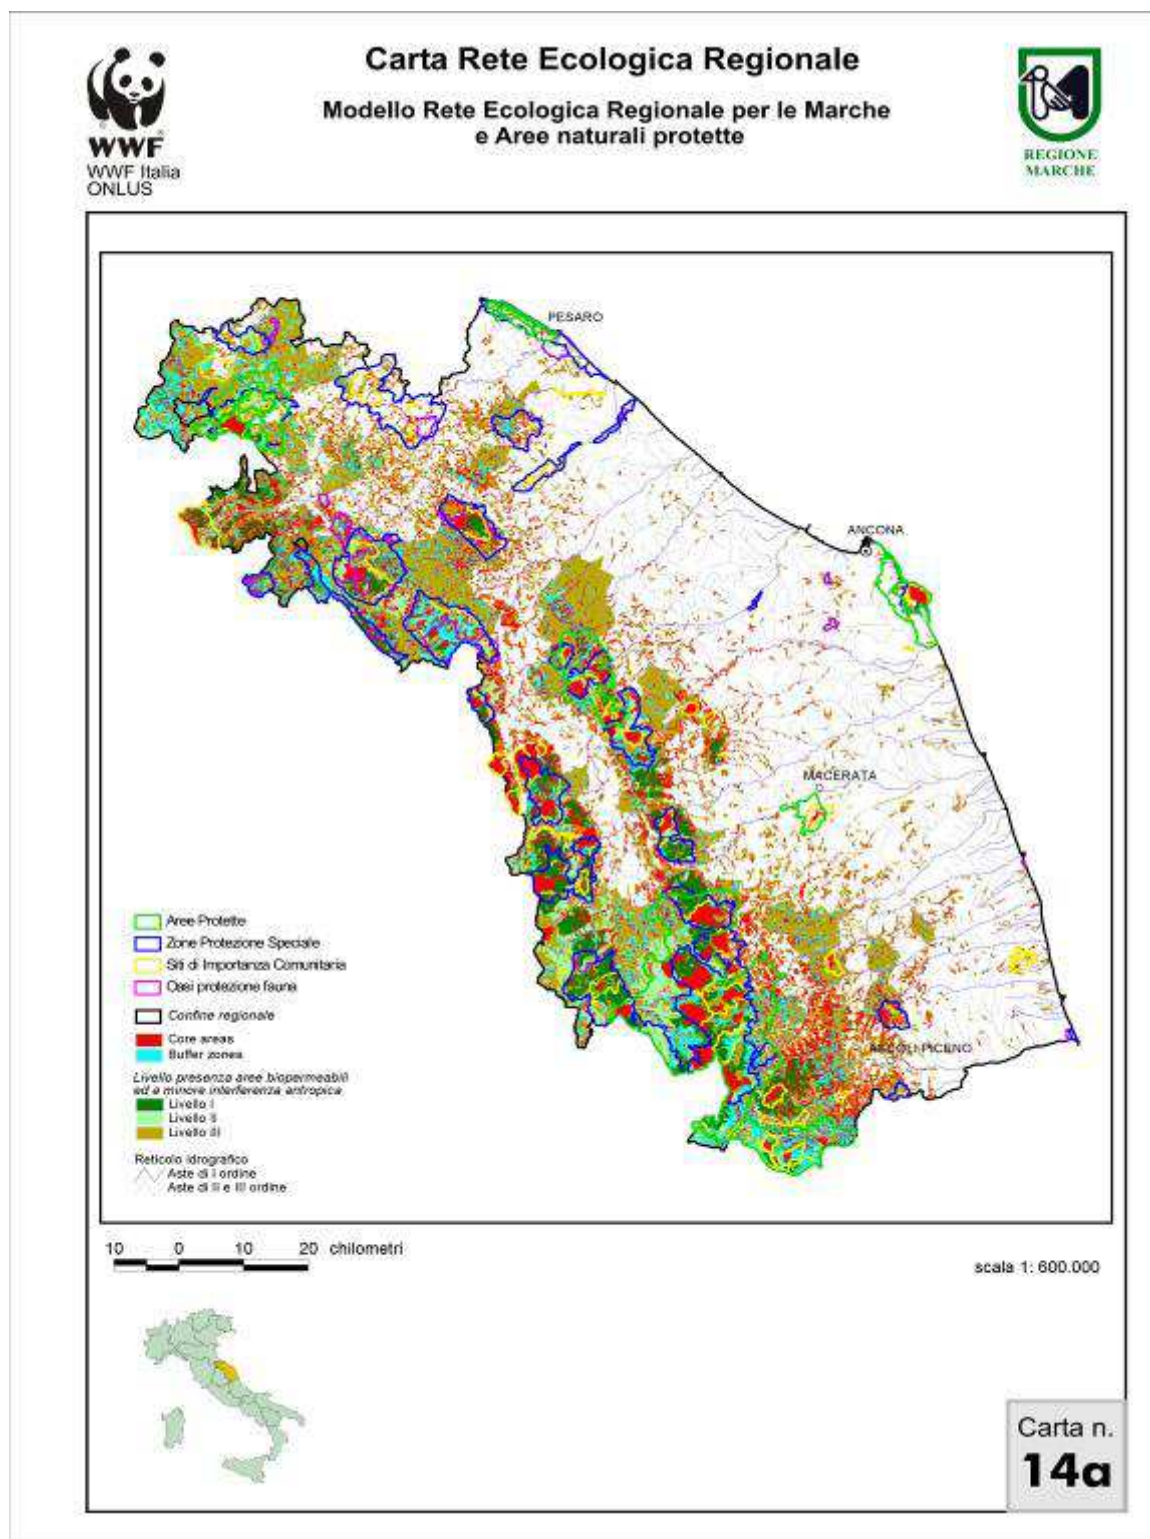 Carta Rete Ecologica Regionale
Modello Rete Ecologica Regionale per le Marche
e Aree naturali protette
WWF
WWF Italia
ONLUS
REGIONE
MARCHE
PESARO
ANCONA
MACERATA
ASCOLI PICENO
Aree Protette
Zone Protezione Speciale
Siti di Importanza Comunitaria
Oasi protezione fauna
Confine regionale
Core areas
Buffer zones
Livello presenza aree biopermeabili
ed a minore interferenza antropica
Livello I
Livello II
Livello III
Reticolo idrografico
Aste di I ordine
Aste di II e III ordine
10 0 10 20 chilometri
scala 1: 600.000
Carta n.
14a